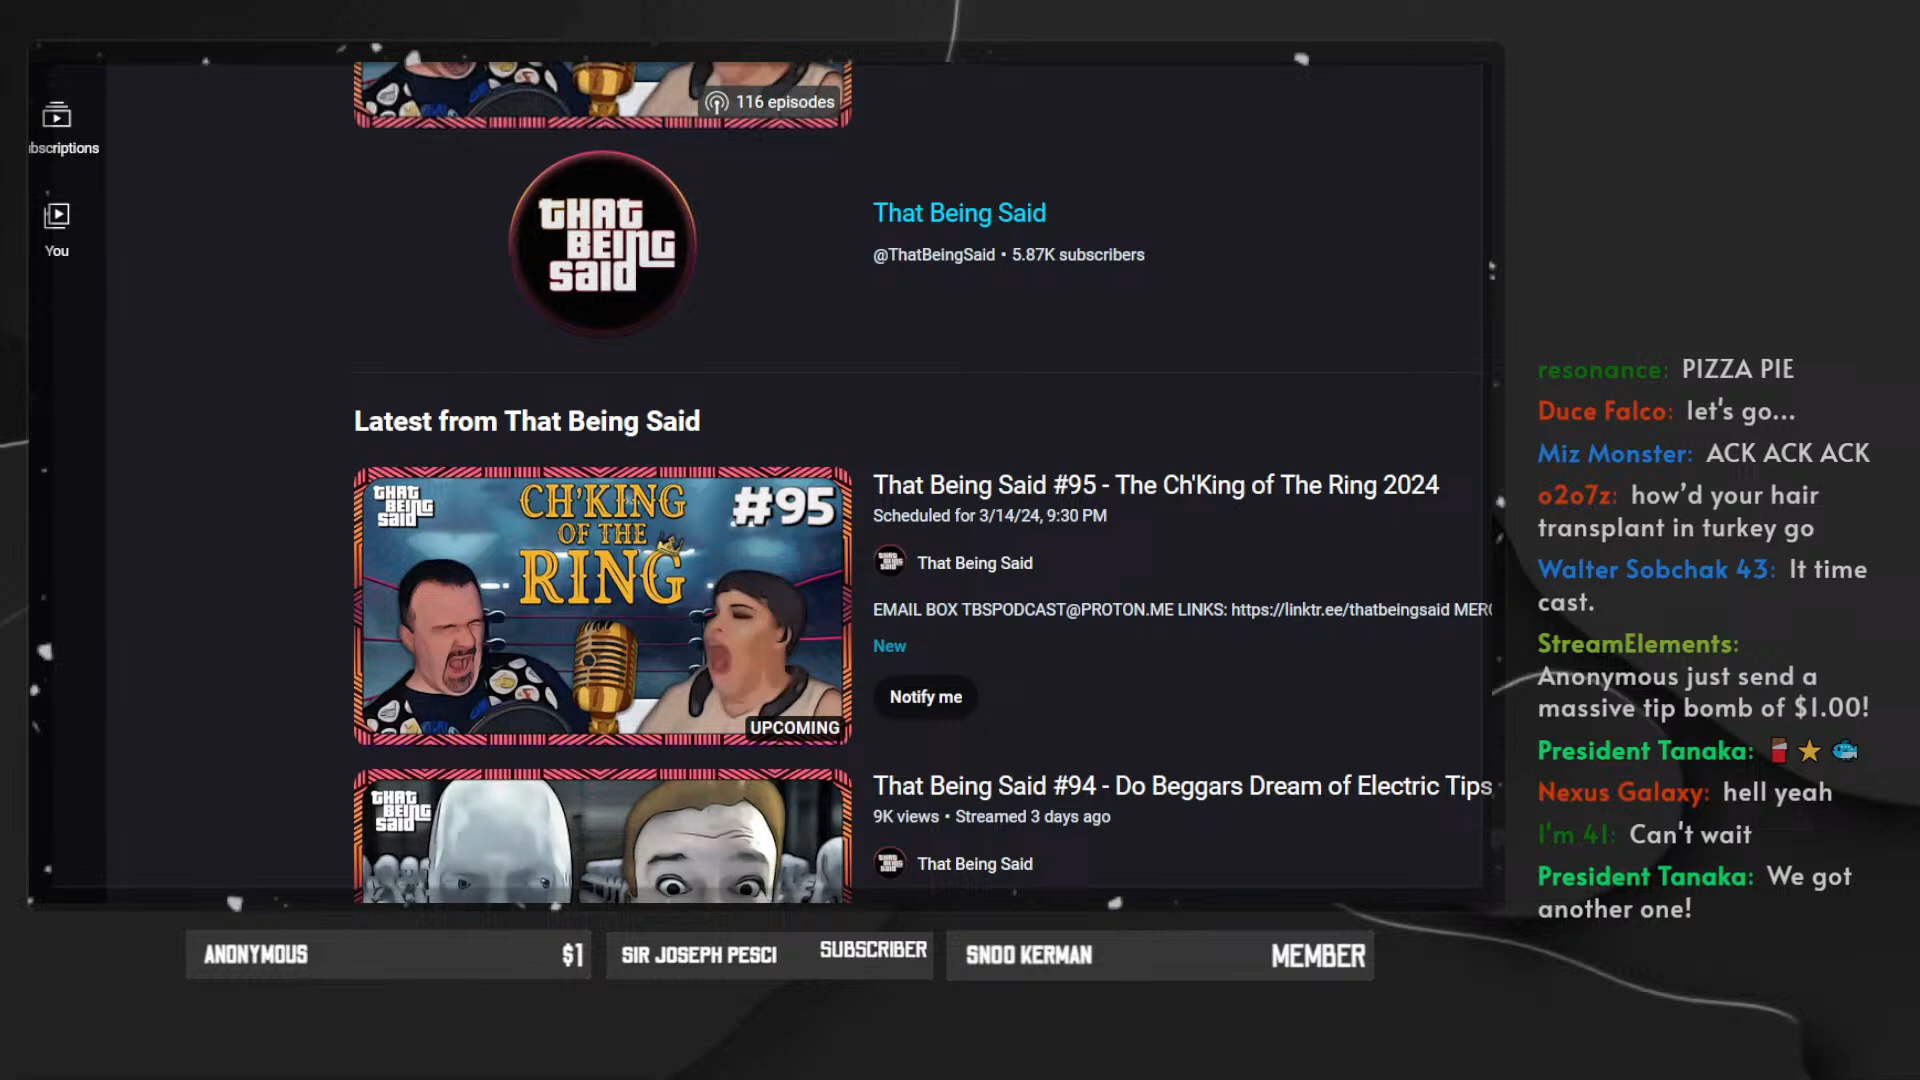 116 episodes
ubscriptions
You
THAT
BEING
SAID
That Being Said
@ThatBeingSaid • 5.87K subscribers
Latest from That Being Said
THAT
BEING
SAID
CH'KING
OF THE
RING
#95
UPCOMING
That Being Said #95 - The Ch'King of The Ring 2024
Scheduled for 3/14/24, 9:30 PM
That Being Said
EMAIL BOX TBSPODCAST@PROTON.ME LINKS: https://linktr.ee/thatbeingsaid MERC
New
Notify me
THAT
BEING
SAID
That Being Said #94 - Do Beggars Dream of Electric Tips
9K views • Streamed 3 days ago
That Being Said
resonance: PIZZA PIE
Duce Falco: let's go...
Miz Monster: ACK ACK ACK
o2o7z: how'd your hair
transplant in turkey go
Walter Sobchak 43: It time
cast.
StreamElements:
Anonymous just send a
massive tip bomb of $1.00!
President Tanaka:
Nexus Galaxy: hell yeah
I'm 41: Can't wait
President Tanaka: We got
another one!
ANONYMOUS $1
SIR JOSEPH PESCI SUBSCRIBER
SNOO KERMAN MEMBER